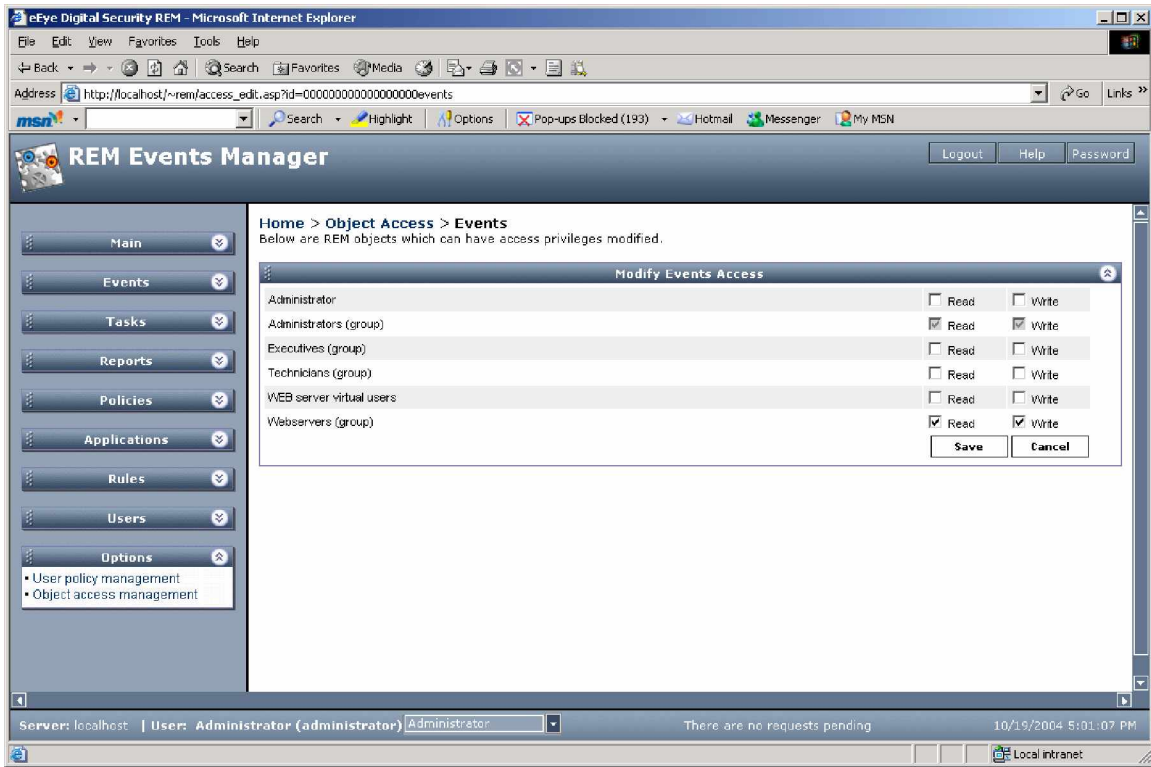 eEye Digital Security REM - Microsoft Internet Explorer
File Edit View Favorites Tools Help
Back Search Favorites Media
Address http://localhost/~rem/access_edit.asp?id=000000000000000000events Go Links »
msn Search Highlight Options Pop-ups Blocked (193) Hotmail Messenger My MSN
REM Events Manager
Logout Help Password
Main
Events
Tasks
Reports
Policies
Applications
Rules
Users
Options
• User policy management
• Object access management
Home > Object Access > Events
Below are REM objects which can have access privileges modified.
Modify Events Access
Administrator Read Write
Administrators (group) Read Write
Executives (group) Read Write
Technicians (group) Read Write
WEB server virtual users Read Write
Webservers (group) Read Write
Save Cancel
Server: localhost | User: Administrator (administrator) Administrator There are no requests pending 10/19/2004 5:01:07 PM
Local intranet